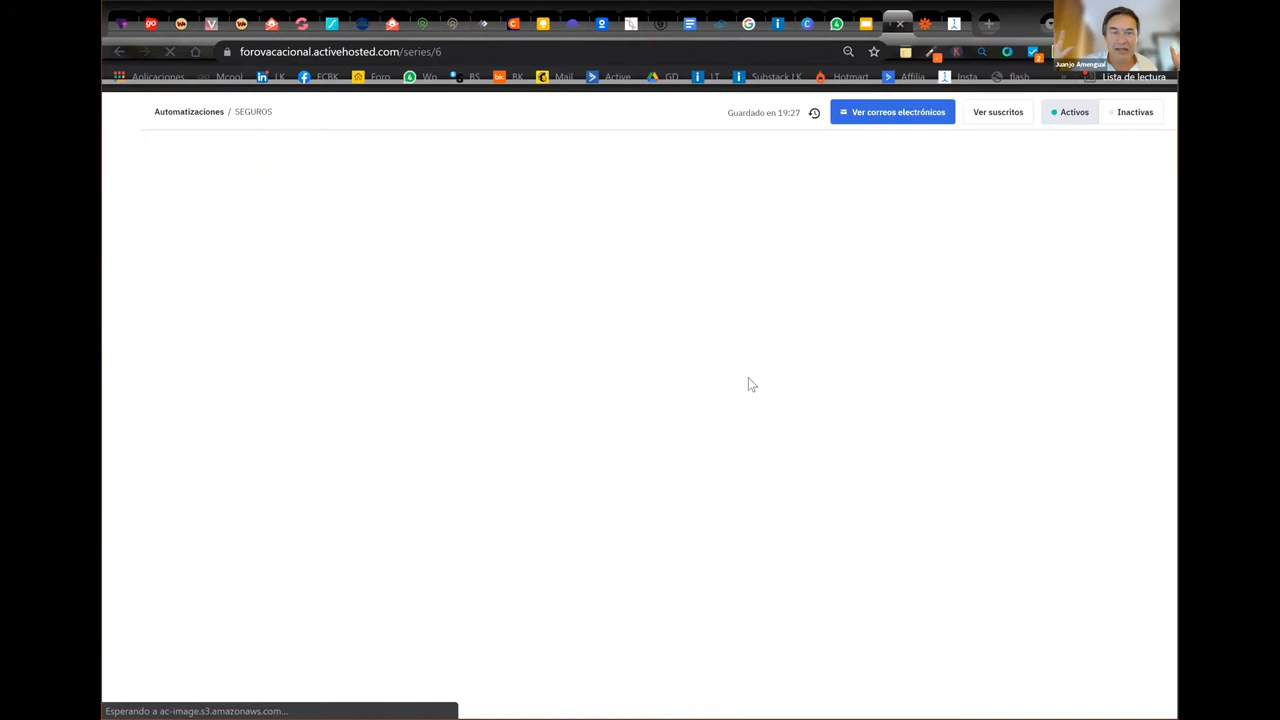 Juanjo Amengual
forovacacional.activehosted.com/series/6
2
Aplicaciones
Mcool
LK
FCBK
Foro
Wo
BS
BK
Mail
Active
GD
LT
Substack LK
Hotmart
Affilia
Insta
flash
Lista de lectura
Automatizaciones / SEGUROS
Guardado en 19:27
Ver correos electrónicos
Ver suscritos
Activos
Inactivas
Esperando a ac-image.s3.amazonaws.com...